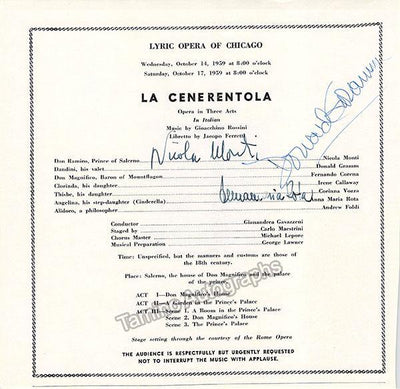 LYRIC OPERA OF CHICAGO
Wednesday, October 14, 1959 at 8:00 o'clock
Saturday, October 17, 1959 at 8:00 o'clock
LA CENERENTOLA
Opera in Three Acts
In Italian
Music by Gioacchino Rossini
Libretto by Jacopo Ferretti
Nicola Monti
Don Ramiro, Prince of Salerno Nicola Monti
Dandini, his valet Donald Gramm
Don Magnifico, Baron of Mountflagon Fernando Corena
Clorinda, his daughter Irene Callaway
Thisbe, his daughter Corinna Vozza
Angelina, his step-daughter (Cinderella) Anna Maria Rota
Alidoro, a philosopher Andrew Foldi
Conductor Gianandrea Gavazzeni
Staged by Carlo Maestrini
Chorus Master Michael Lepore
Musical Preparation George Lawner
Time: Unspecified, but the manners and customs are those of
the 18th century.
Place: Salerno, the house of Don Magnifico and the palace
of the prince.
ACT I—Don Magnifico's House
ACT II—A Garden in the Prince's Palace
ACT III—Scene 1. A Room in the Prince's Palace
Scene 2. Don Magnifico's House
Scene 3. The Prince's Palace
Tamino Autographs
Stage setting through the courtesy of the Rome Opera
THE AUDIENCE IS RESPECTFULLY BUT URGENTLY REQUESTED
NOT TO INTERRUPT THE MUSIC WITH APPLAUSE.